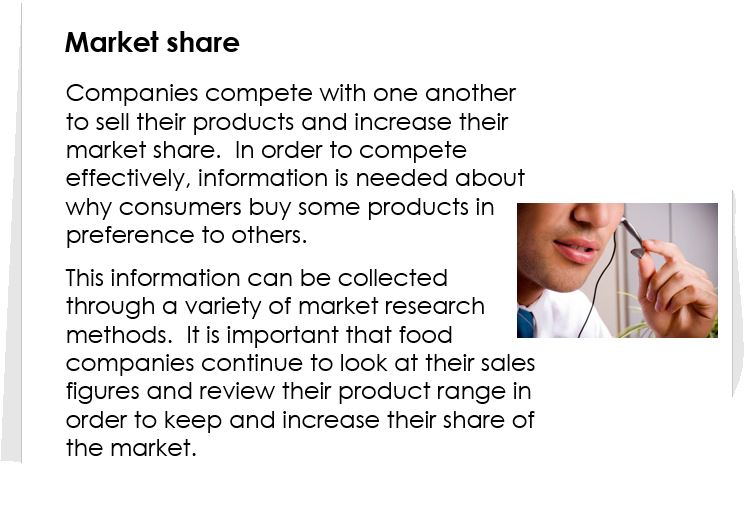 Market share
Companies compete with one another
to sell their products and increase their
market share.  In order to compete
effectively, information is needed about
why consumers buy some products in
preference to others.
This information can be collected
through a variety of market research
methods.  It is important that food
companies continue to look at their sales
figures and review their product range in
order to keep and increase their share of
the market.